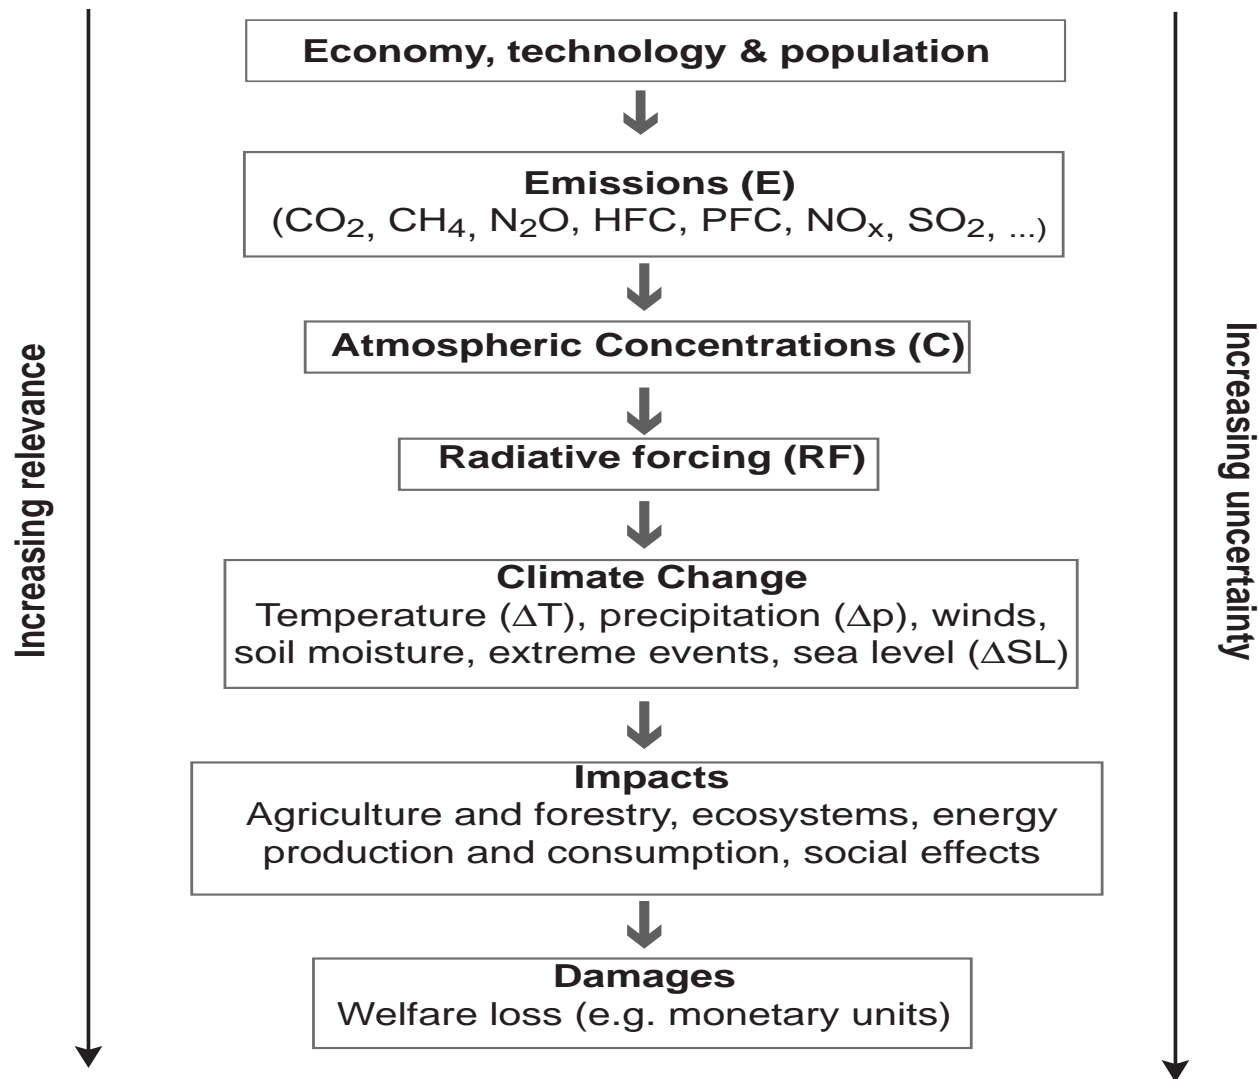 Economy, technology & population
Emissions (E)
(CO₂, CH₄, N₂O, HFC, PFC, NOₓ, SO₂, ...)
Atmospheric Concentrations (C)
Radiative forcing (RF)
Climate Change
Temperature (ΔT), precipitation (Δp), winds,
soil moisture, extreme events, sea level (ΔSL)
Impacts
Agriculture and forestry, ecosystems, energy
production and consumption, social effects
Damages
Welfare loss (e.g. monetary units)
Increasing relevance
Increasing uncertainty